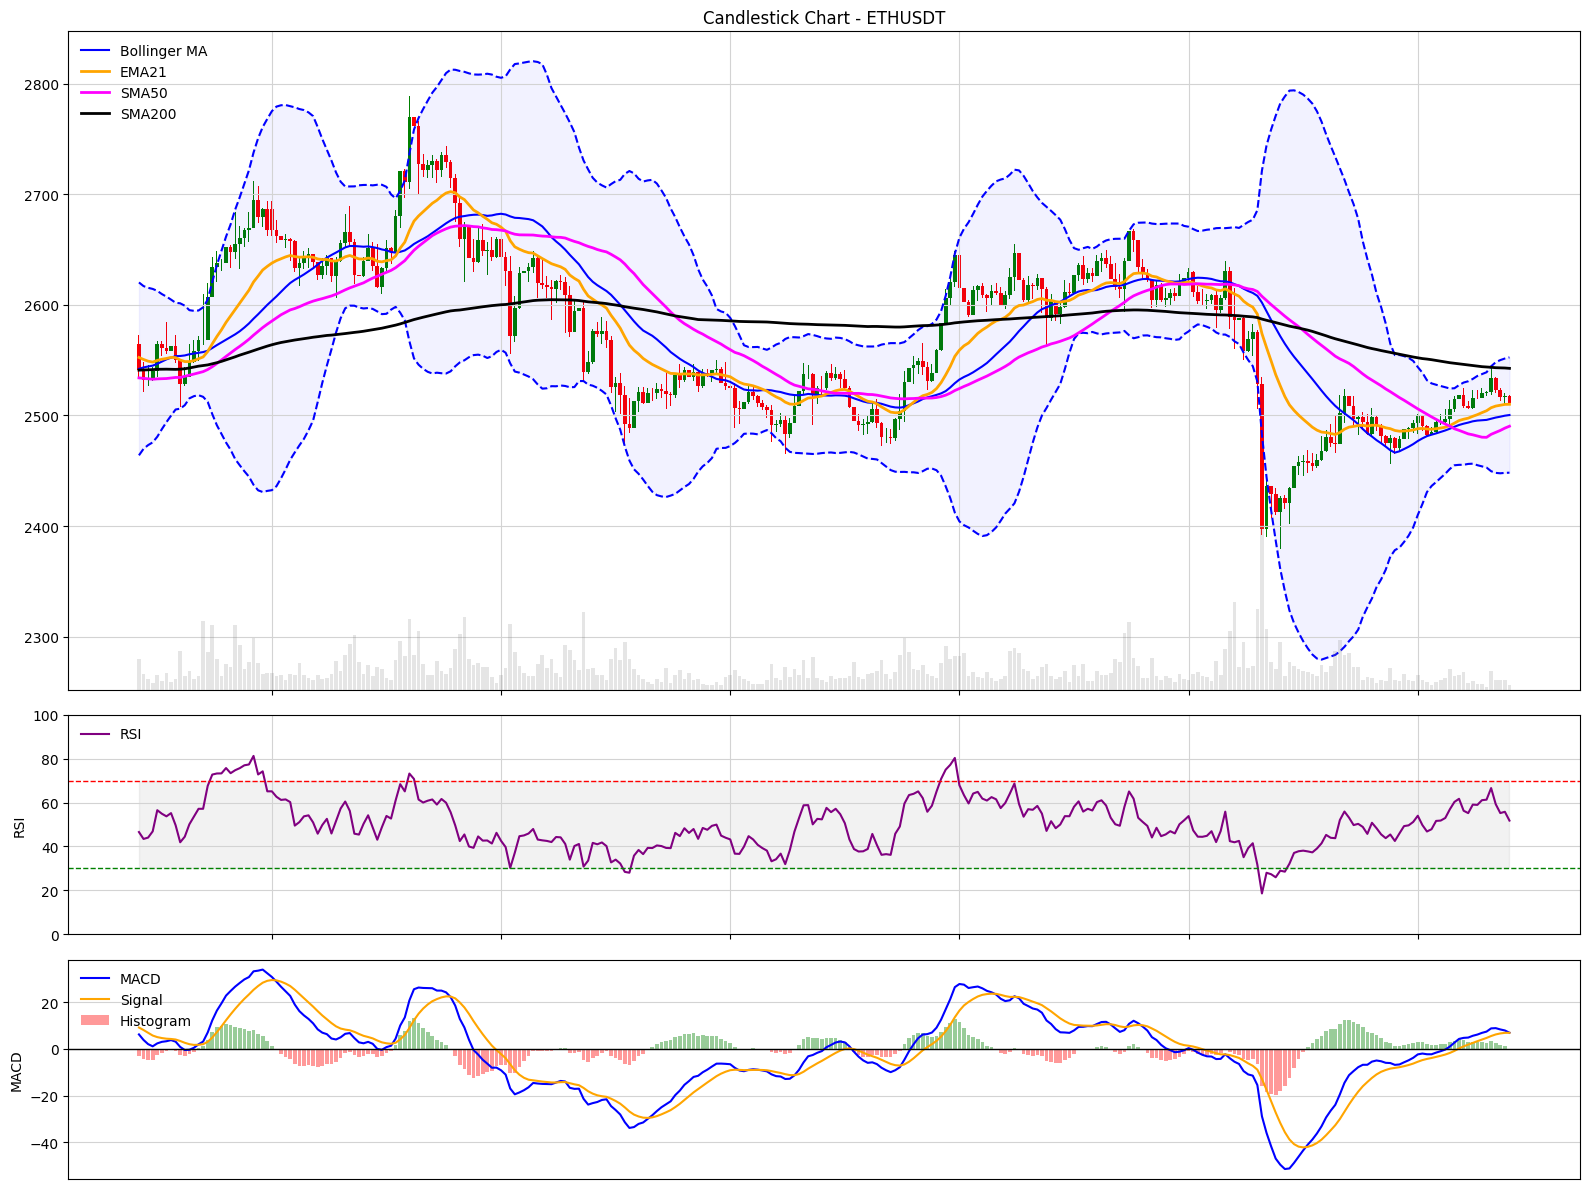 Candlestick Chart - ETHUSDT
Bollinger MA
EMA21
SMA50
SMA200
2800
2700
2600
2500
2400
2300
RSI
100
80
60
40
20
0
RSI
MACD
Signal
Histogram
20
0
−20
−40
MACD